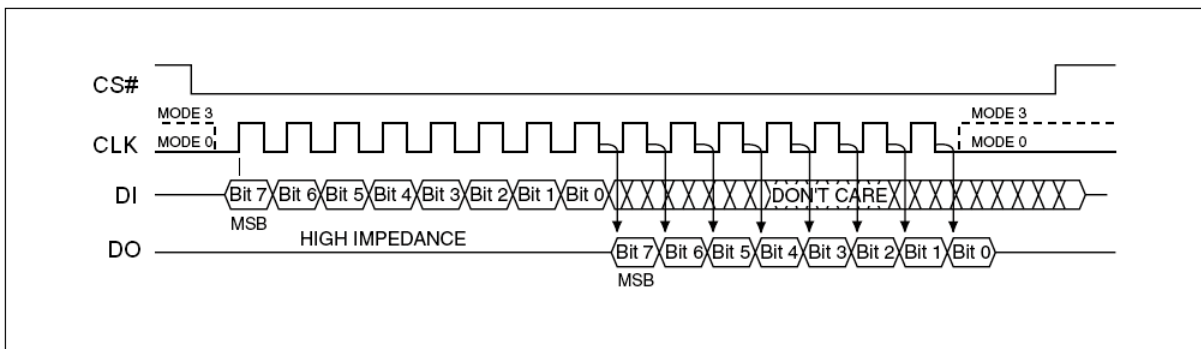 CS#
MODE 3 MODE 3
CLK MODE 0 MODE 0
DI Bit 7 Bit 6 Bit 5 Bit 4 Bit 3 Bit 2 Bit 1 Bit 0 DON'T CARE
MSB
HIGH IMPEDANCE
DO Bit 7 Bit 6 Bit 5 Bit 4 Bit 3 Bit 2 Bit 1 Bit 0
MSB